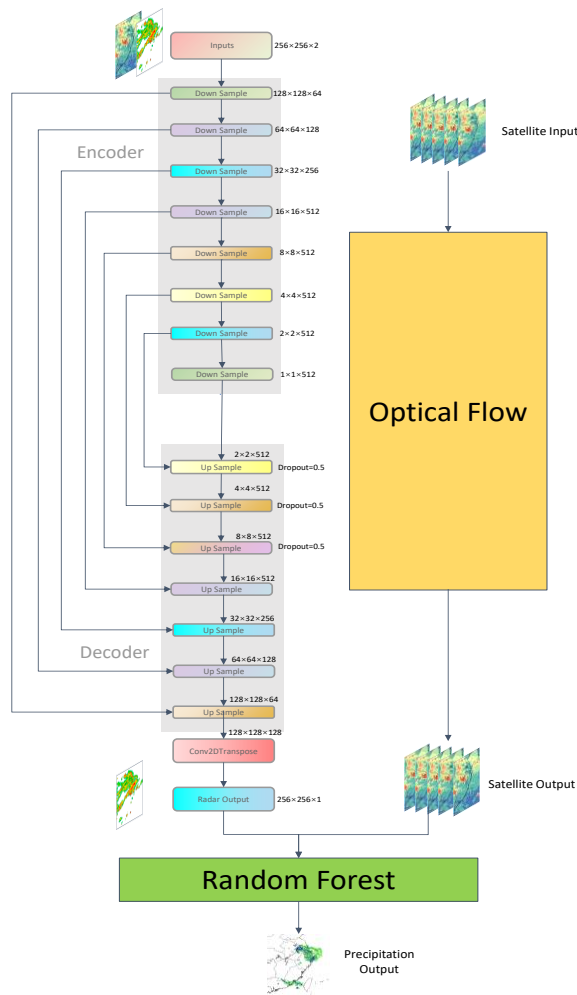 Inputs 256×256×2
Down Sample 128×128×64
Down Sample 64×64×128
Encoder
Down Sample 32×32×256
Down Sample 16×16×512
Down Sample 8×8×512
Down Sample 4×4×512
Down Sample 2×2×512
Down Sample 1×1×512
2×2×512
Up Sample Dropout=0.5
4×4×512
Up Sample Dropout=0.5
8×8×512
Up Sample Dropout=0.5
16×16×512
Up Sample
32×32×256
Up Sample
Decoder
64×64×128
Up Sample
128×128×64
Up Sample
128×128×128
Conv2DTranspose
Radar Output 256×256×1
Satellite Input
Optical Flow
Satellite Output
Random Forest
Precipitation
Output